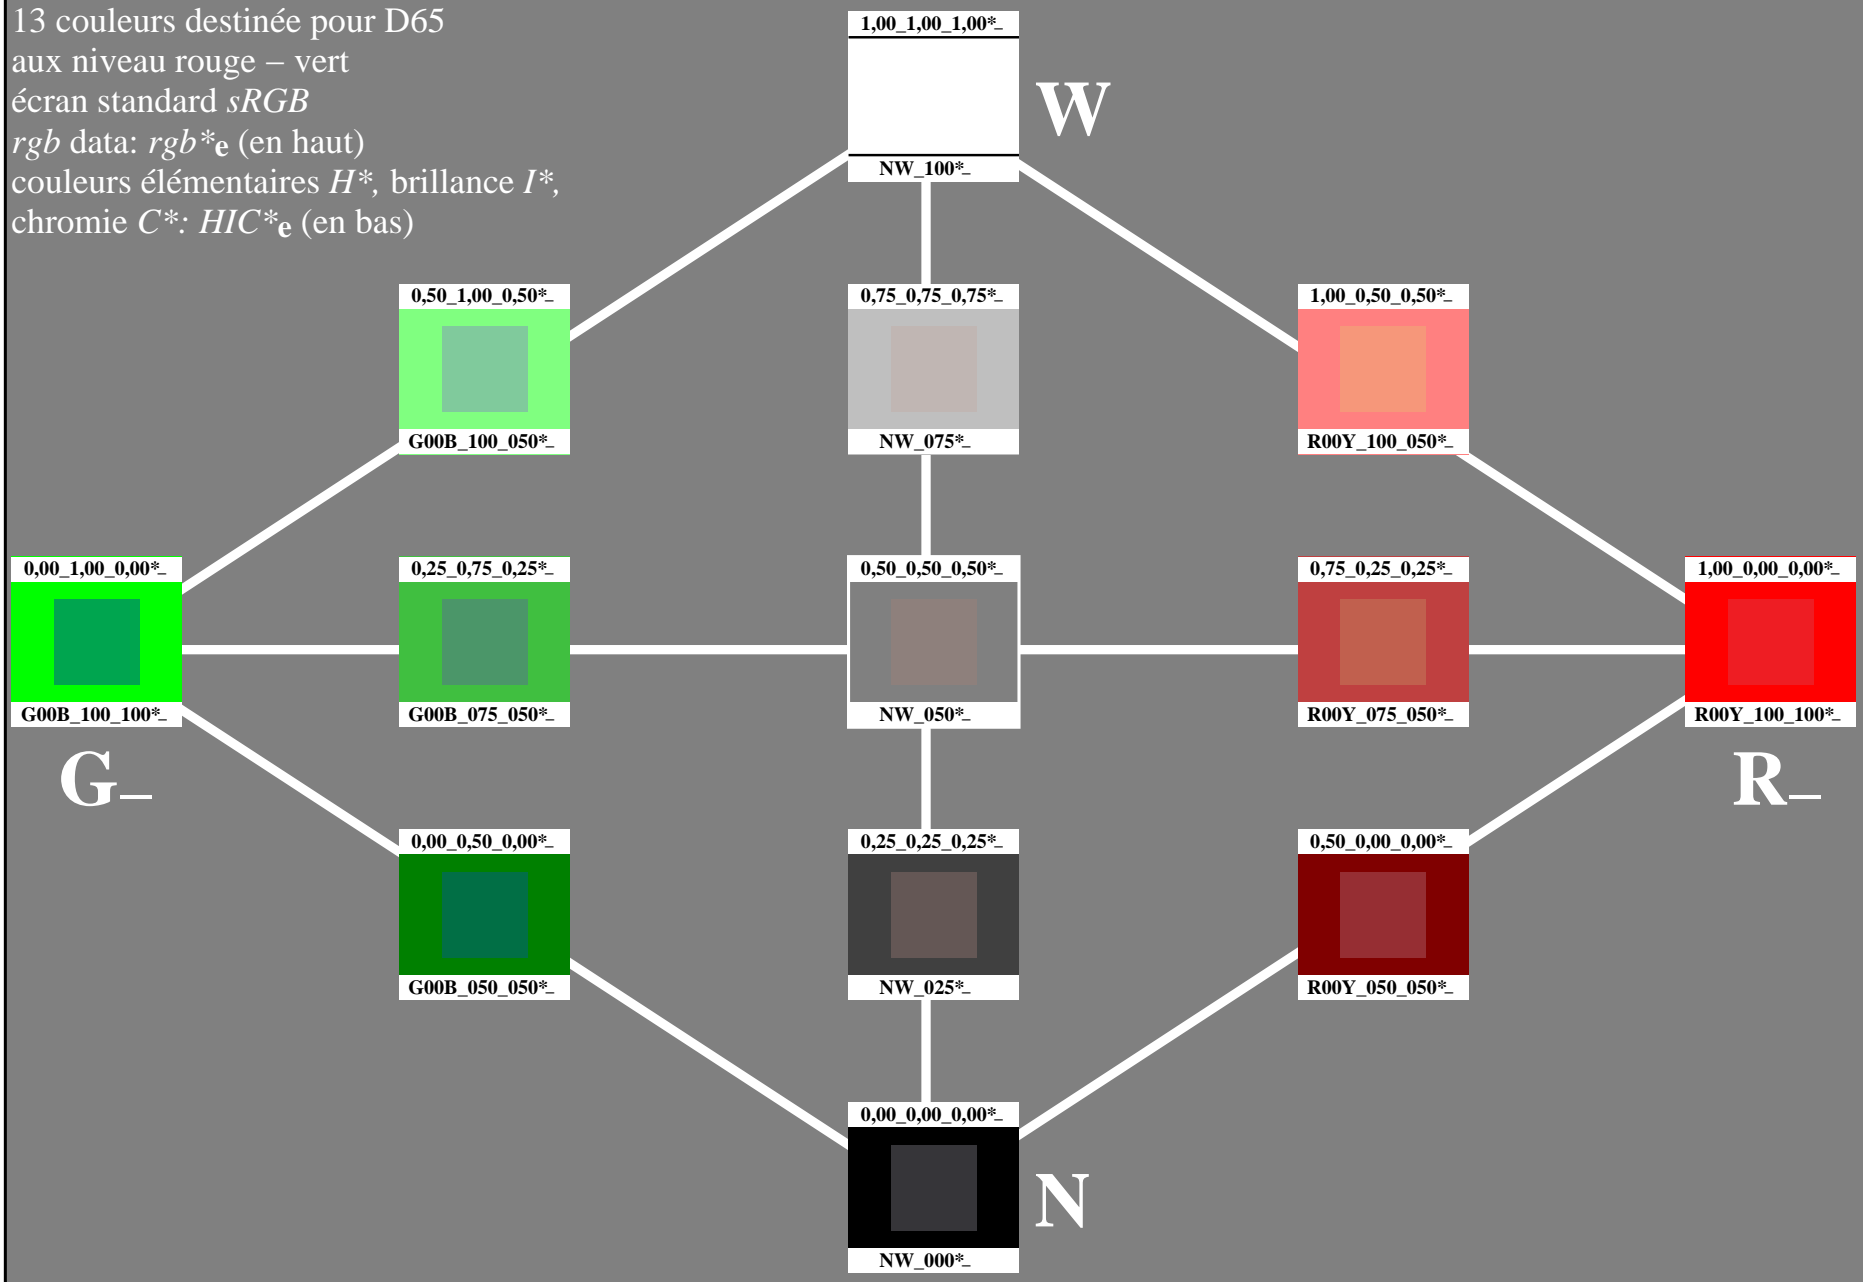 13 couleurs destinée pour D65
aux niveau rouge – vert
écran standard sRGB
rgb data: rgb*e (en haut)
couleurs élémentaires H*, brillance I*,
chromie C*: HIC*e (en bas)
1,00_1,00_1,00*_
W
NW_100*_
0,50_1,00_0,50*_
0,75_0,75_0,75*_
1,00_0,50_0,50*_
G00B_100_050*_
NW_075*_
R00Y_100_050*_
0,00_1,00_0,00*_
0,25_0,75_0,25*_
0,50_0,50_0,50*_
0,75_0,25_0,25*_
1,00_0,00_0,00*_
G00B_100_100*_
G00B_075_050*_
NW_050*_
R00Y_075_050*_
R00Y_100_100*_
G_
R_
0,00_0,50_0,00*_
0,25_0,25_0,25*_
0,50_0,00_0,00*_
G00B_050_050*_
NW_025*_
R00Y_050_050*_
0,00_0,00_0,00*_
N
NW_000*_